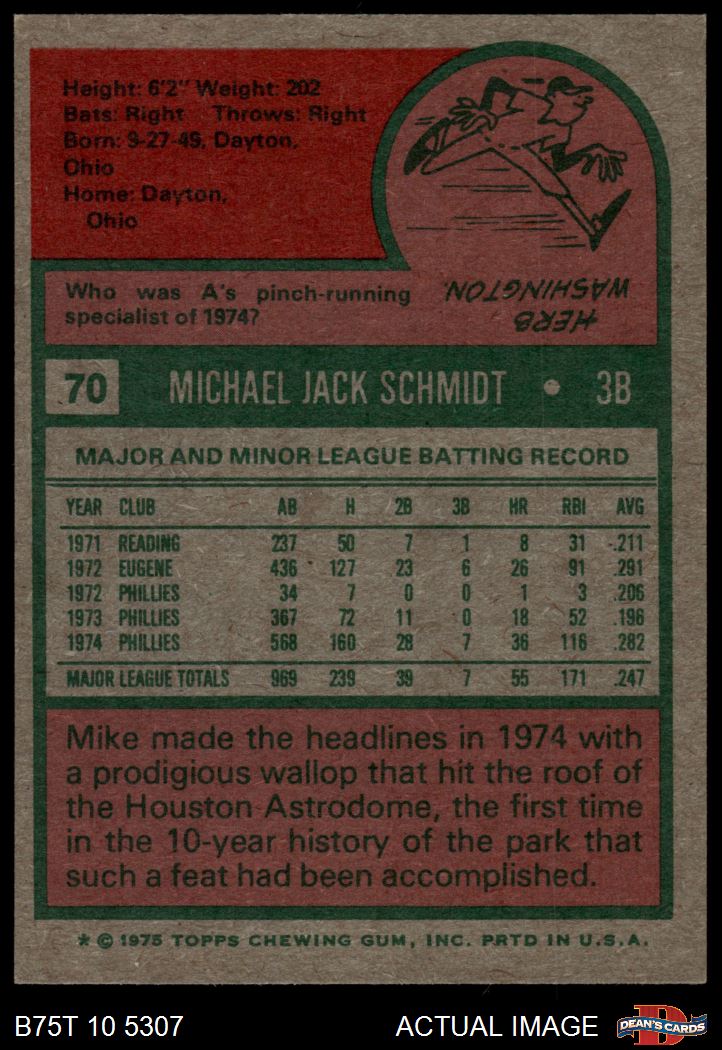 Height: 6'2" Weight: 202
Bats: Right Throws: Right
Born: 9-27-49, Dayton,
Ohio
Home: Dayton,
Ohio
Who was A's pinch-running
specialist of 1974?
HERB
WASHINGTON.
70 MICHAEL JACK SCHMIDT • 3B
MAJOR AND MINOR LEAGUE BATTING RECORD
YEAR CLUB AB H 2B 3B HR RBI AVG
1971 READING 237 50 7 1 8 31 .211
1972 EUGENE 436 127 23 6 26 91 .291
1972 PHILLIES 34 7 0 0 1 3 .206
1973 PHILLIES 367 72 11 0 18 52 .196
1974 PHILLIES 568 160 28 7 36 116 .282
MAJOR LEAGUE TOTALS 969 239 39 7 55 171 .247
Mike made the headlines in 1974 with
a prodigious wallop that hit the roof of
the Houston Astrodome, the first time
in the 10-year history of the park that
such a feat had been accomplished.
* © 1975 TOPPS CHEWING GUM, INC. PRTD IN U.S.A.
B75T 10 5307 ACTUAL IMAGE
D
DEAN'S CARDS